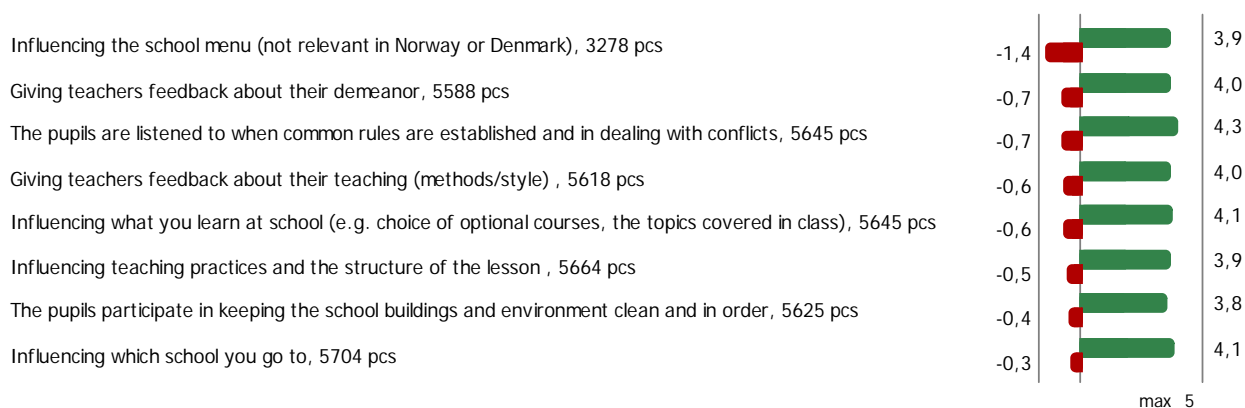 Influencing the school menu (not relevant in Norway or Denmark), 3278 pcs -1,4 3,9
Giving teachers feedback about their demeanor, 5588 pcs -0,7 4,0
The pupils are listened to when common rules are established and in dealing with conflicts, 5645 pcs -0,7 4,3
Giving teachers feedback about their teaching (methods/style) , 5618 pcs -0,6 4,0
Influencing what you learn at school (e.g. choice of optional courses, the topics covered in class), 5645 pcs -0,6 4,1
Influencing teaching practices and the structure of the lesson , 5664 pcs -0,5 3,9
The pupils participate in keeping the school buildings and environment clean and in order, 5625 pcs -0,4 3,8
Influencing which school you go to, 5704 pcs -0,3 4,1
max 5